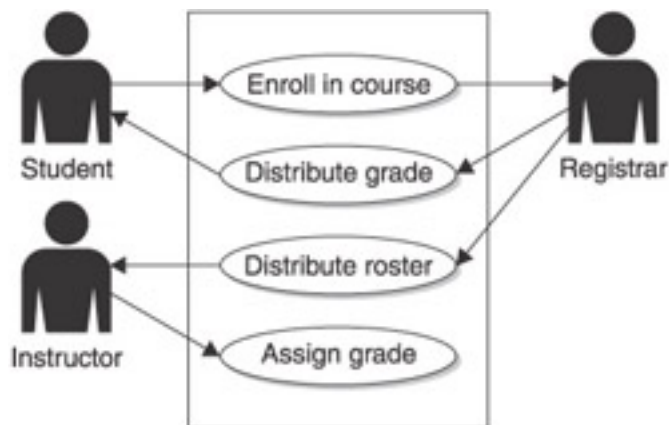 Enroll in course
Student
Distribute grade
Registrar
Distribute roster
Instructor
Assign grade